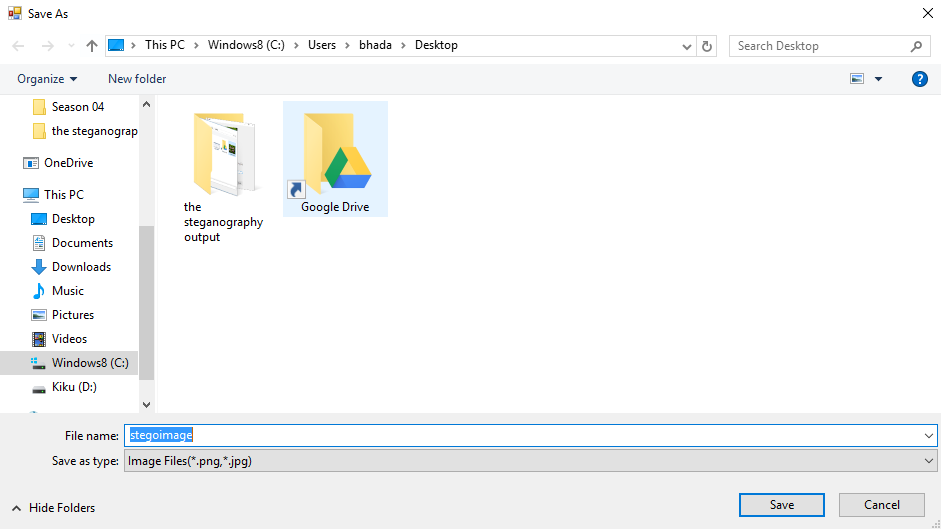 Save As
This PC
Windows8 (C:)
Users
bhada
Desktop
Search Desktop
Organize
New folder
Season 04
the steganograp
OneDrive
This PC
Desktop
Documents
Downloads
Music
Pictures
Videos
Windows8 (C:)
Kiku (D:)
the
steganography
output
Google Drive
File name:
stegoimage
Save as type:
Image Files(*.png,*.jpg)
Hide Folders
Save
Cancel